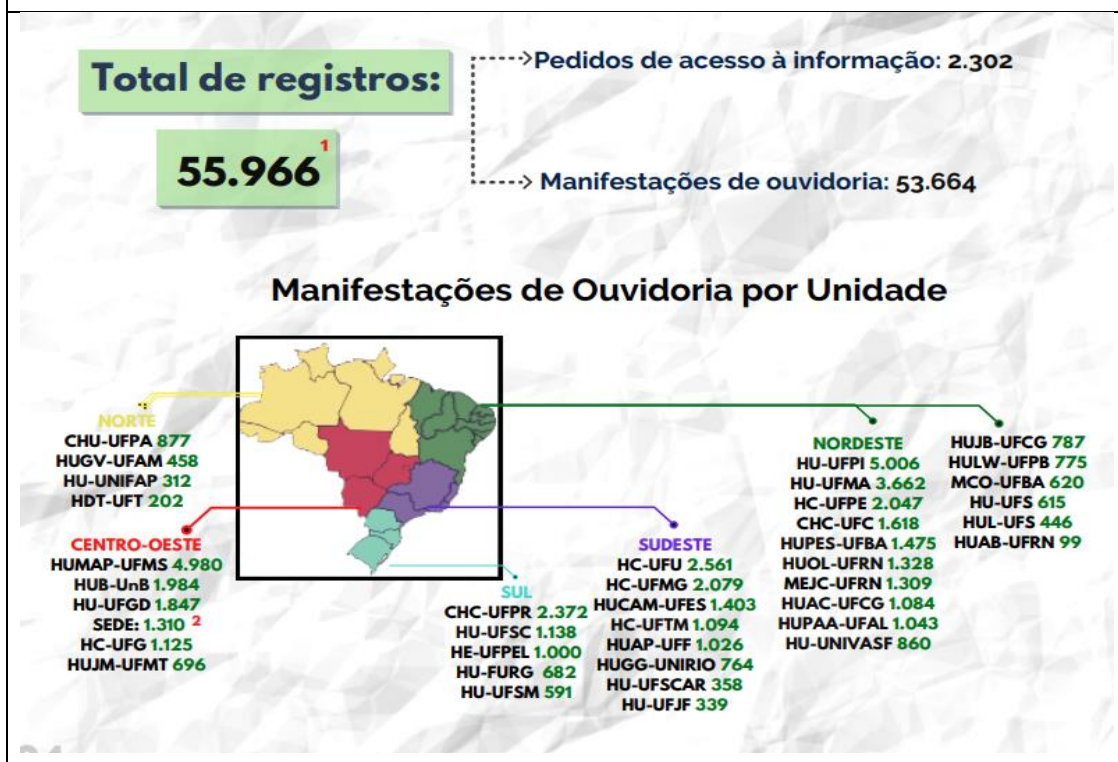 Total de registros:
55.966¹
Pedidos de acesso à informação: 2.302
Manifestações de ouvidoria: 53.664
Manifestações de Ouvidoria por Unidade
NORTE
CHU-UFPA 877
HUGV-UFAM 458
HU-UNIFAP 312
HDT-UFT 202
CENTRO-OESTE
HUMAP-UFMS 4.980
HUB-UnB 1.984
HU-UFGD 1.847
SEDE: 1.310 ²
HC-UFG 1.125
HUJM-UFMT 696
SUL
CHC-UFPR 2.372
HU-UFSC 1.138
HE-UFPEL 1.000
HU-FURG 682
HU-UFSM 591
SUDESTE
HC-UFU 2.561
HC-UFMG 2.079
HUCAM-UFES 1.403
HC-UFTM 1.094
HUAP-UFF 1.026
HUGG-UNIRIO 764
HU-UFSCAR 358
HU-UFJF 339
NORDESTE
HU-UFPI 5.006
HU-UFMA 3.662
HC-UFPE 2.047
CHC-UFC 1.618
HUPES-UFBA 1.475
HUOL-UFRN 1.328
MEJC-UFRN 1.309
HUAC-UFCG 1.084
HUPAA-UFAL 1.043
HU-UNIVASF 860
HUJB-UFCG 787
HULW-UFPB 775
MCO-UFBA 620
HU-UFS 615
HUL-UFS 446
HUAB-UFRN 99